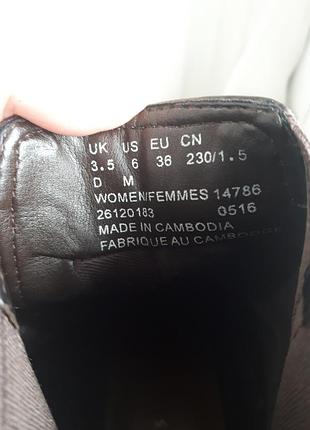 UK US EU CN
3.5 6 36 230/1.5
D M
WOMEN/FEMMES 14786
26120183 0516
MADE IN CAMBODIA
FABRIQUE AU CAMBODGE